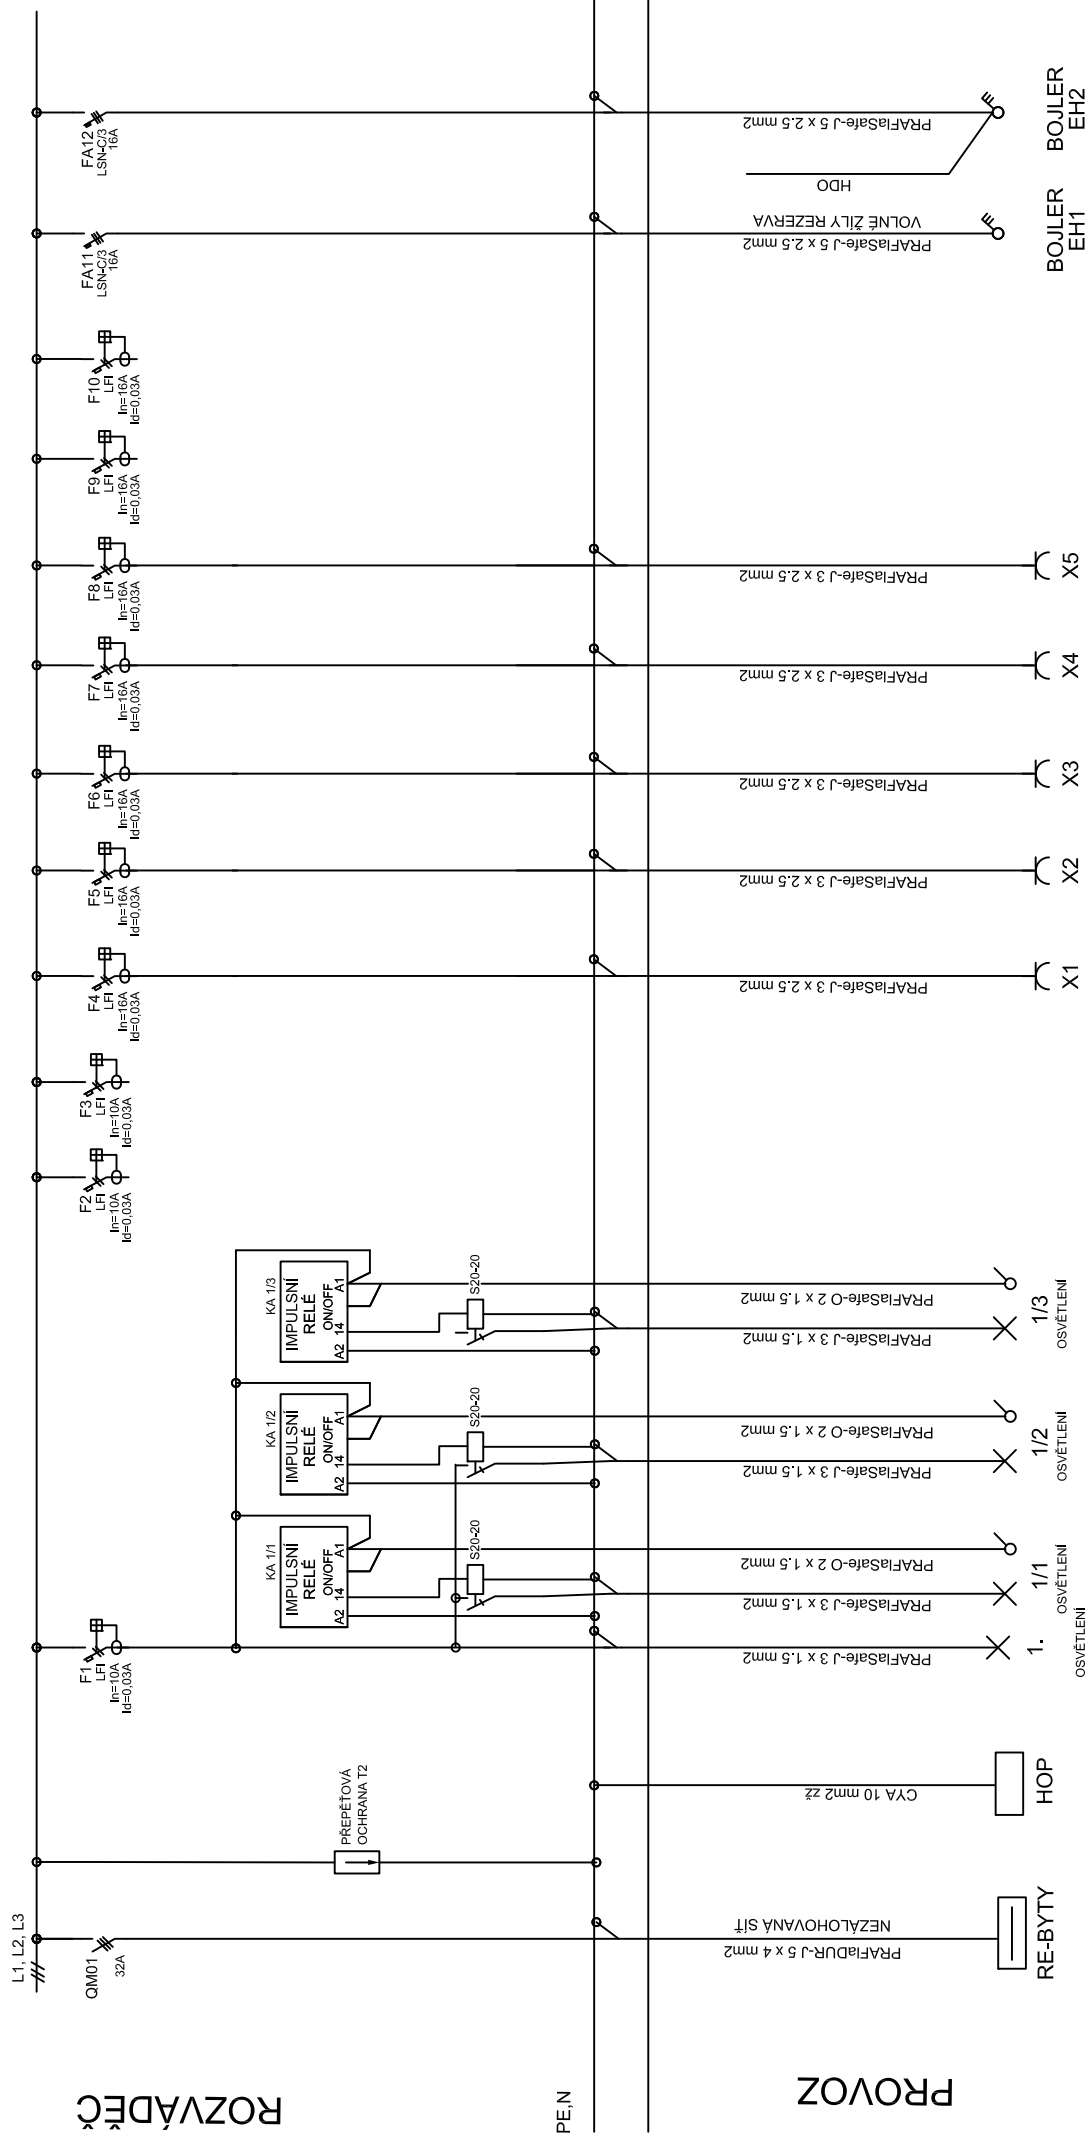 L1, L2, L3
QM01
32A
PŘEPĚŤOVÁ
OCHRANA T2
F1
LFI
In=10A
Id=0,03A
KA 1/1
IMPULSNÍ
RELÉ
ON/OFF
A2 14 A1
S20-20
KA 1/2
IMPULSNÍ
RELÉ
ON/OFF
A2 14 A1
S20-20
KA 1/3
IMPULSNÍ
RELÉ
ON/OFF
A2 14 A1
S20-20
F2
LFI
In=10A
Id=0,03A
F3
LFI
In=10A
Id=0,03A
F4
LFI
In=16A
Id=0,03A
F5
LFI
In=16A
Id=0,03A
F6
LFI
In=16A
Id=0,03A
F7
LFI
In=16A
Id=0,03A
F8
LFI
In=16A
Id=0,03A
F9
LFI
In=16A
Id=0,03A
F10
LFI
In=16A
Id=0,03A
FA11
LSN-C/3
16A
FA12
LSN-C/3
16A
ROZVÁDĚČ
PE,N
PROVOZ
NEZÁLOHOVANÁ SÍŤ
PRAFlaDUR-J 5 x 4 mm2
RE-BYTY
CYA 10 mm2 zž
HOP
PRAFlaSafe-J 3 x 1.5 mm2
1.
OSVĚTLENÍ
PRAFlaSafe-J 3 x 1.5 mm2
PRAFlaSafe-O 2 x 1.5 mm2
1/1
OSVĚTLENÍ
PRAFlaSafe-J 3 x 1.5 mm2
PRAFlaSafe-O 2 x 1.5 mm2
1/2
OSVĚTLENÍ
PRAFlaSafe-J 3 x 1.5 mm2
PRAFlaSafe-O 2 x 1.5 mm2
1/3
OSVĚTLENÍ
PRAFlaSafe-J 3 x 2.5 mm2
X1
PRAFlaSafe-J 3 x 2.5 mm2
X2
PRAFlaSafe-J 3 x 2.5 mm2
X3
PRAFlaSafe-J 3 x 2.5 mm2
X4
PRAFlaSafe-J 3 x 2.5 mm2
X5
VOLNÉ ŽÍLY REZERVA
PRAFlaSafe-J 5 x 2.5 mm2
BOJLER
EH1
HDO
PRAFlaSafe-J 5 x 2.5 mm2
BOJLER
EH2